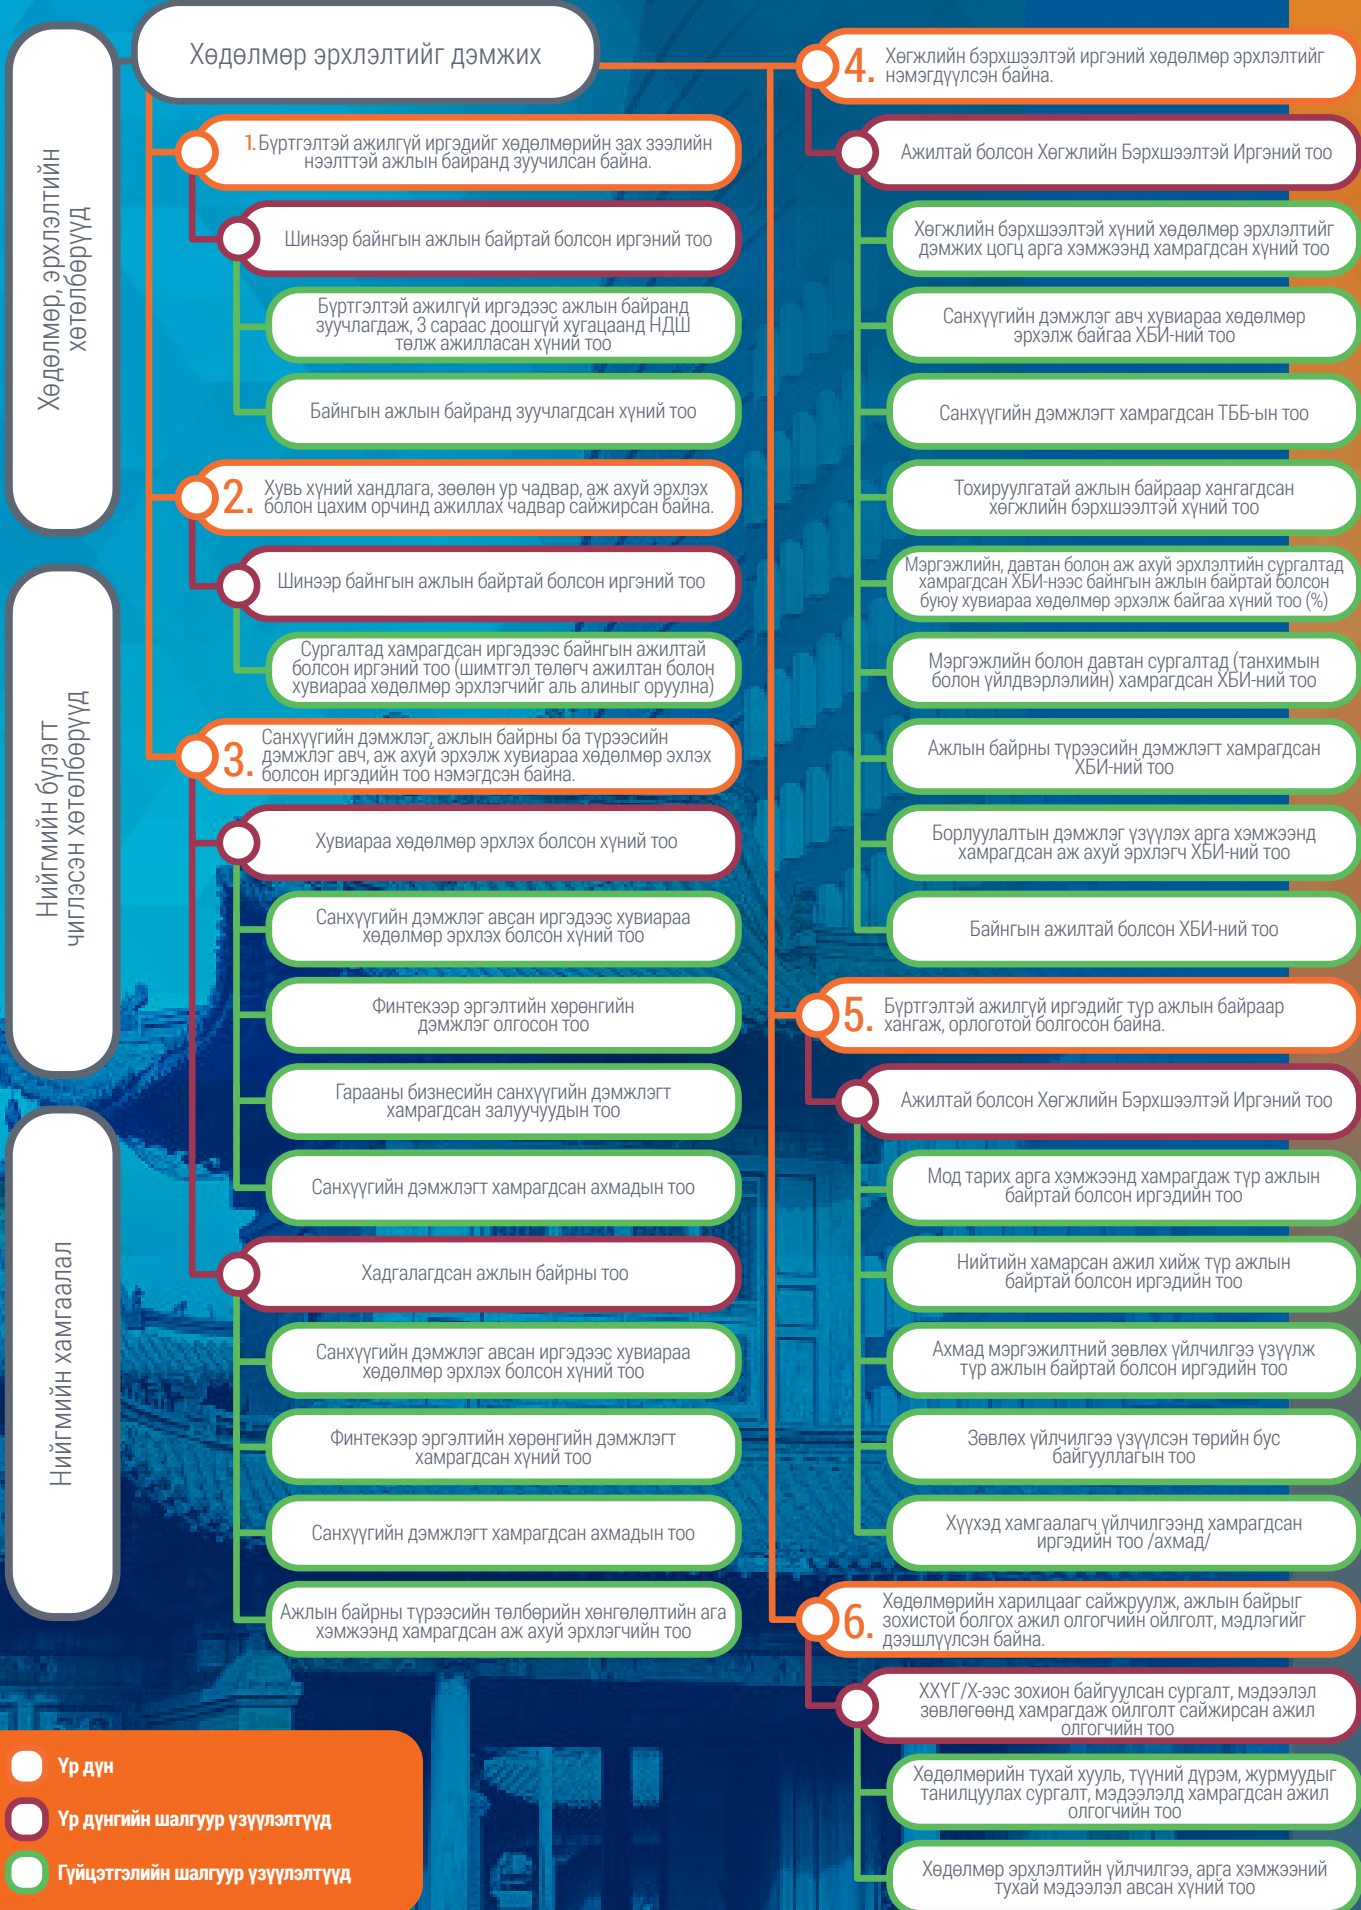 Хөдөлмөр, эрхлэлтийн
хөтөлбөрүүд
Нийгмийн бүлэгт
чиглэсэн хөтөлбөрүүд
Нийгмийн хамгаалал
Хөдөлмөр эрхлэлтийг дэмжих
1. Бүртгэлтэй ажилгүй иргэдийг хөдөлмөрийн зах зээлийн
нээлттэй ажлын байранд зуучилсан байна.
Шинээр байнгын ажлын байртай болсон иргэний тоо
Бүртгэлтэй ажилгүй иргэдээс ажлын байранд
зуучлагдаж, 3 сараас доошгүй хугацаанд НДШ
төлж ажилласан хүний тоо
Байнгын ажлын байранд зуучлагдсан хүний тоо
2. Хувь хүний хандлага, зөөлөн ур чадвар, аж ахуй эрхлэх
болон цахим орчинд ажиллах чадвар сайжирсан байна.
Шинээр байнгын ажлын байртай болсон иргэний тоо
Сургалтад хамрагдсан иргэдээс байнгын ажилтай
болсон иргэний тоо (шимтгэл төлөгч ажилтан болон
хувиараа хөдөлмөр эрхлэгчийг аль алиныг оруулна)
3. Санхүүгийн дэмжлэг, ажлын байрны ба түрээсийн
дэмжлэг авч, аж ахуй эрхэлж хувиараа хөдөлмөр эхлэх
болсон иргэдийн тоо нэмэгдсэн байна.
Хувиараа хөдөлмөр эрхлэх болсон хүний тоо
Санхүүгийн дэмжлэг авсан иргэдээс хувиараа
хөдөлмөр эрхлэх болсон хүний тоо
Финтекээр эргэлтийн хөрөнгийн
дэмжлэг олгосон тоо
Гарааны бизнесийн санхүүгийн дэмжлэгт
хамрагдсан залуучуудын тоо
Санхүүгийн дэмжлэгт хамрагдсан ахмадын тоо
Хадгалагдсан ажлын байрны тоо
Санхүүгийн дэмжлэг авсан иргэдээс хувиараа
хөдөлмөр эрхлэх болсон хүний тоо
Финтекээр эргэлтийн хөрөнгийн дэмжлэгт
хамрагдсан хүний тоо
Санхүүгийн дэмжлэгт хамрагдсан ахмадын тоо
Ажлын байрны түрээсийн төлбөрийн хөнгөлөлтийн ага
хэмжээнд хамрагдсан аж ахуй эрхлэгчийн тоо
4. Хөгжлийн бэрхшээлтэй иргэний хөдөлмөр эрхлэлтийг
нэмэгдүүлсэн байна.
Ажилтай болсон Хөгжлийн Бэрхшээлтэй Иргэний тоо
Хөгжлийн бэрхшээлтэй хүний хөдөлмөр эрхлэлтийг
дэмжих цогц арга хэмжээнд хамрагдсан хүний тоо
Санхүүгийн дэмжлэг авч хувиараа хөдөлмөр
эрхэлж байгаа ХБИ-ний тоо
Санхүүгийн дэмжлэгт хамрагдсан ТББ-ын тоо
Тохируулгатай ажлын байраар хангагдсан
хөгжлийн бэрхшээлтэй хүний тоо
Мэргэжлийн, давтан болон аж ахуй эрхлэлтийн сургалтад
хамрагдсан ХБИ-нээс байнгын ажлын байртай болсон
буюу хувиараа хөдөлмөр эрхэлж байгаа хүний тоо (%)
Мэргэжлийн болон давтан сургалтад (танхимын
болон үйлдвэрлэлийн) хамрагдсан ХБИ-ний тоо
Ажлын байрны түрээсийн дэмжлэгт хамрагдсан
ХБИ-ний тоо
Борлуулалтын дэмжлэг үзүүлэх арга хэмжээнд
хамрагдсан аж ахуй эрхлэгч ХБИ-ний тоо
Байнгын ажилтай болсон ХБИ-ний тоо
5. Бүртгэлтэй ажилгүй иргэдийг түр ажлын байраар
хангаж, орлоготой болгосон байна.
Ажилтай болсон Хөгжлийн Бэрхшээлтэй Иргэний тоо
Мод тарих арга хэмжээнд хамрагдаж түр ажлын
байртай болсон иргэдийн тоо
Нийтийн хамарсан ажил хийж түр ажлын
байртай болсон иргэдийн тоо
Ахмад мэргэжилтний зөвлөх үйлчилгээ үзүүлж
түр ажлын байртай болсон иргэдийн тоо
Зөвлөх үйлчилгээ үзүүлсэн төрийн бус
байгууллагын тоо
Хүүхэд хамгаалагч үйлчилгээнд хамрагдсан
иргэдийн тоо /ахмад/
6. Хөдөлмөрийн харилцааг сайжруулж, ажлын байрыг
зохистой болгох ажил олгогчийн ойлголт, мэдлэгийг
дээшлүүлсэн байна.
ХХҮГ/Х-ээс зохион байгуулсан сургалт, мэдээлэл
зөвлөгөөнд хамрагдаж ойлголт сайжирсан ажил
олгогчийн тоо
Хөдөлмөрийн тухай хууль, түүний дүрэм, журмуудыг
танилцуулах сургалт, мэдээлэлд хамрагдсан ажил
олгогчийн тоо
Хөдөлмөр эрхлэлтийн үйлчилгээ, арга хэмжээний
тухай мэдээлэл авсан хүний тоо
Үр дүн
Үр дүнгийн шалгуур үзүүлэлтүүд
Гүйцэтгэлийн шалгуур үзүүлэлтүүд